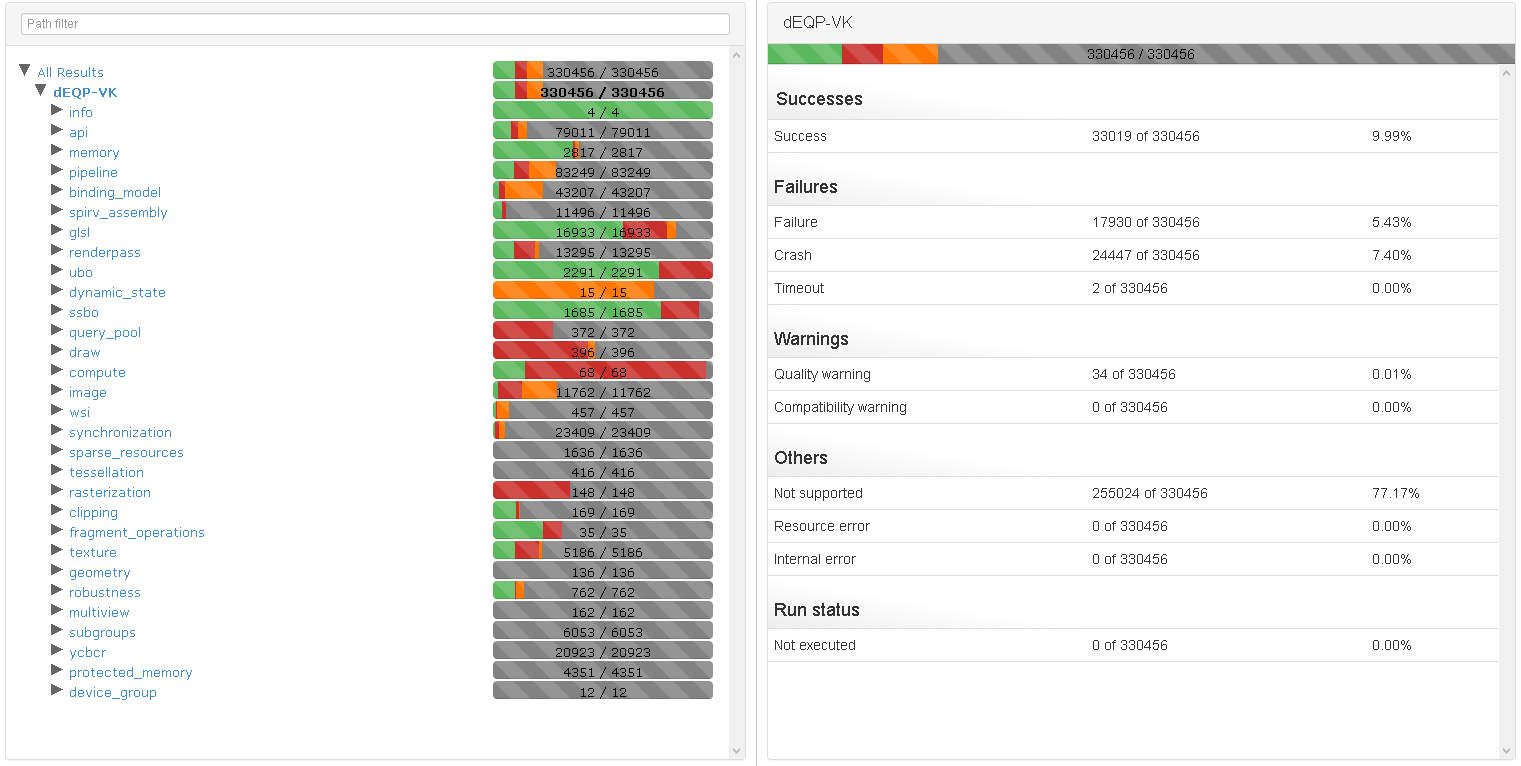 Path filter
All Results 330456 / 330456
dEQP-VK 330456 / 330456
info 4 / 4
api 79011 / 79011
memory 2817 / 2817
pipeline 83249 / 83249
binding_model 43207 / 43207
spirv_assembly 11496 / 11496
glsl 16933 / 16933
renderpass 13295 / 13295
ubo 2291 / 2291
dynamic_state 15 / 15
ssbo 1685 / 1685
query_pool 372 / 372
draw 396 / 396
compute 68 / 68
image 11762 / 11762
wsi 457 / 457
synchronization 23409 / 23409
sparse_resources 1636 / 1636
tessellation 416 / 416
rasterization 148 / 148
clipping 169 / 169
fragment_operations 35 / 35
texture 5186 / 5186
geometry 136 / 136
robustness 762 / 762
multiview 162 / 162
subgroups 6053 / 6053
ycbcr 20923 / 20923
protected_memory 4351 / 4351
device_group 12 / 12
dEQP-VK
330456 / 330456
Successes
Success 33019 of 330456 9.99%
Failures
Failure 17930 of 330456 5.43%
Crash 24447 of 330456 7.40%
Timeout 2 of 330456 0.00%
Warnings
Quality warning 34 of 330456 0.01%
Compatibility warning 0 of 330456 0.00%
Others
Not supported 255024 of 330456 77.17%
Resource error 0 of 330456 0.00%
Internal error 0 of 330456 0.00%
Run status
Not executed 0 of 330456 0.00%